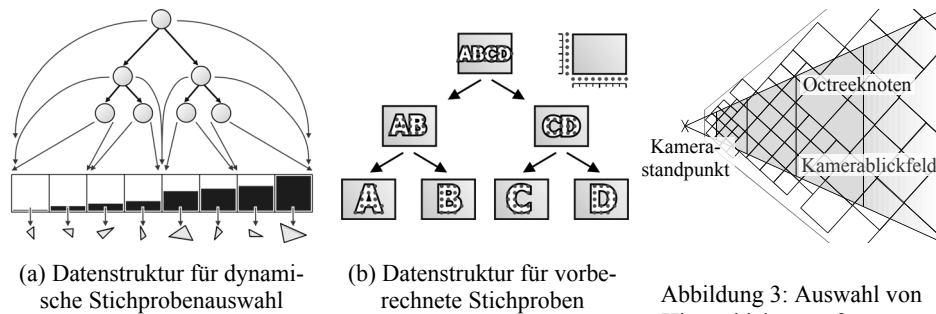 ABCD
AB
CD
A
B
C
D
(a) Datenstruktur für dynami-
sche Stichprobenauswahl
(b) Datenstruktur für vorbe-
rechnete Stichproben
Octreeknoten
Kamera-
standpunkt
Kamerablickfeld
Abbildung 3: Auswahl von